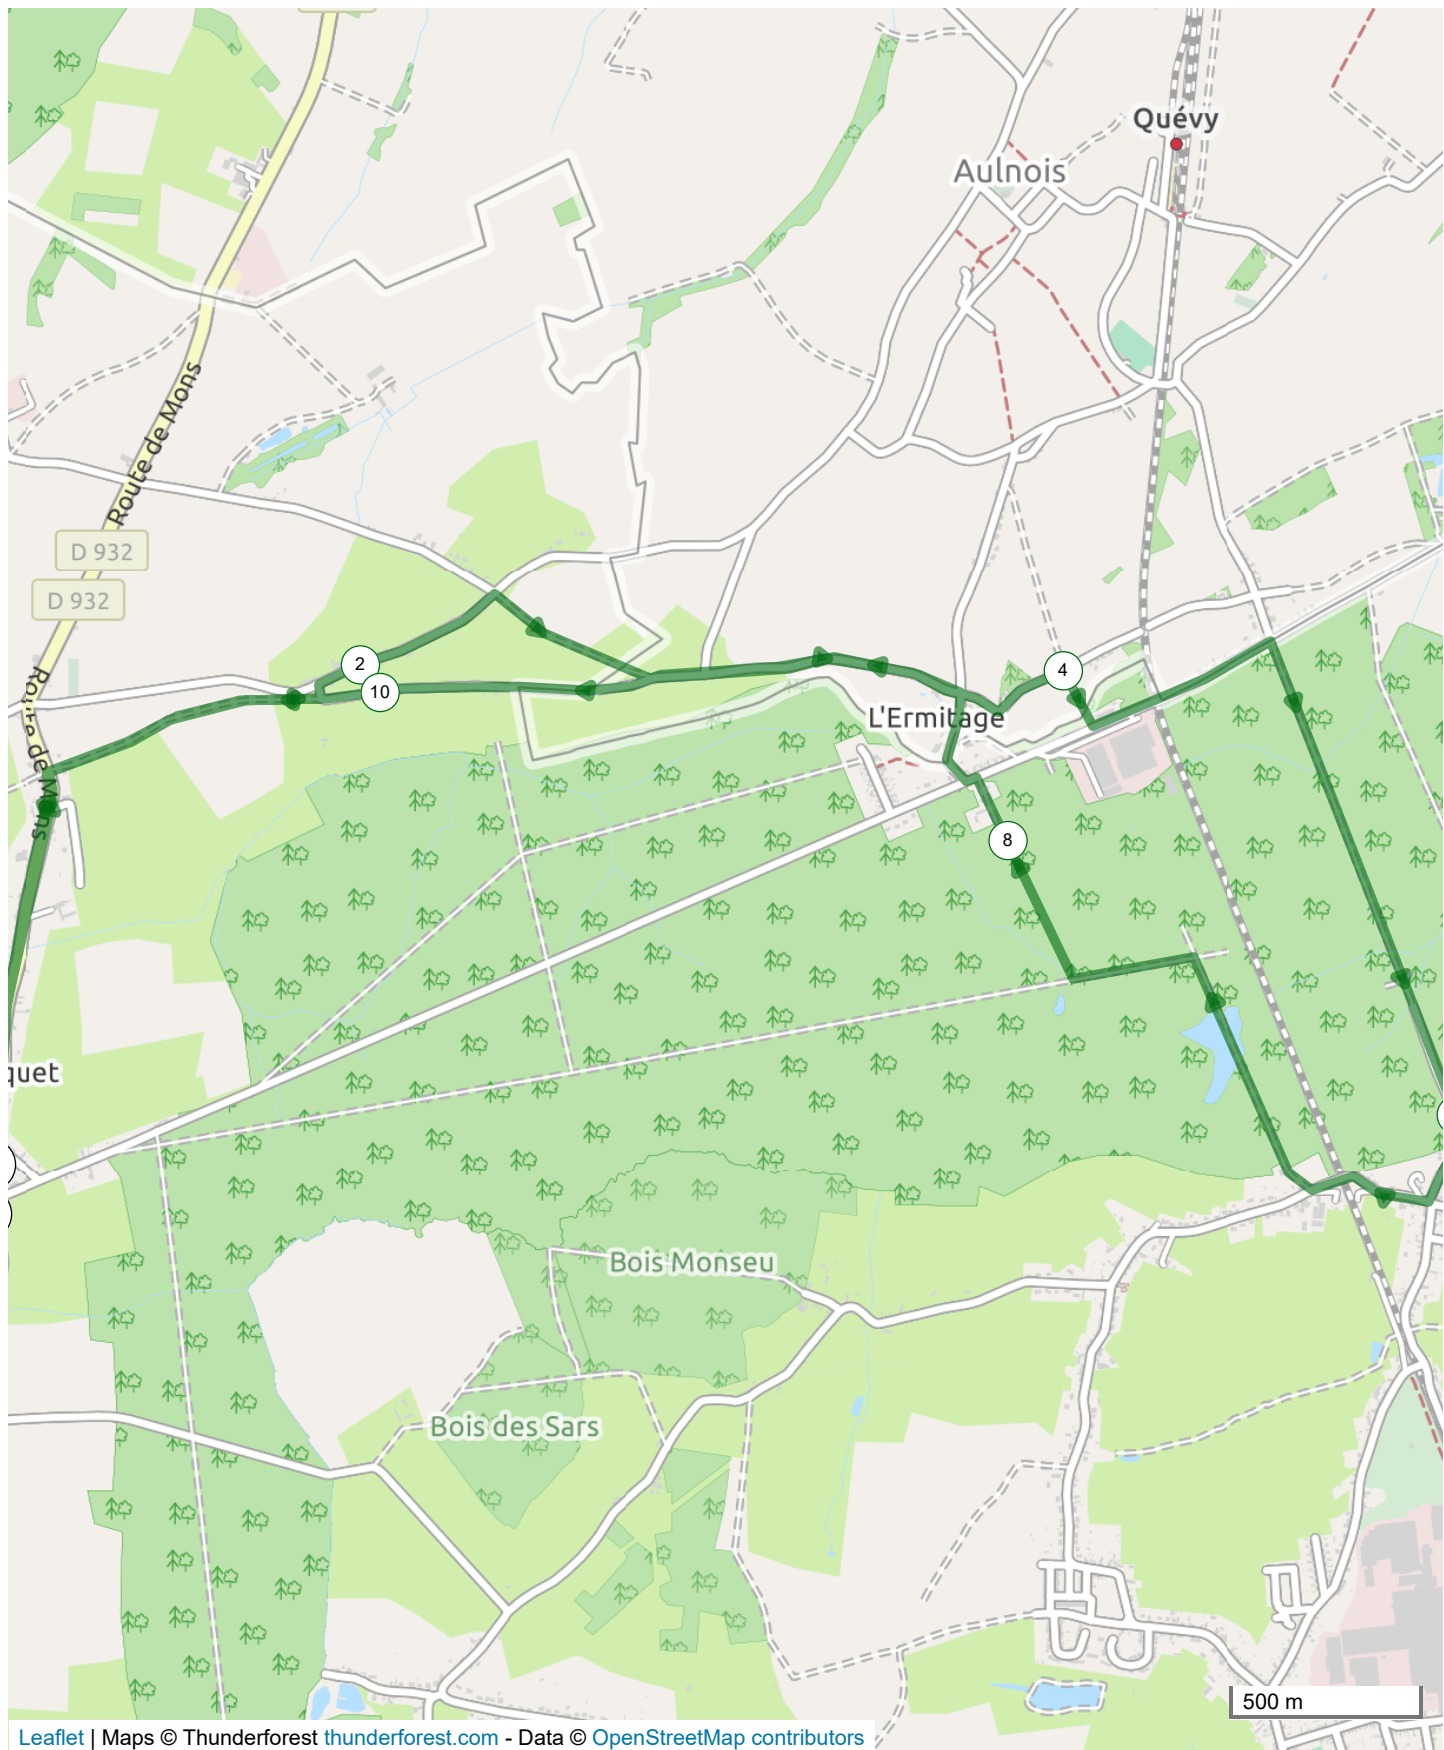 Quévy
Aulnois
Route de Mons
D 932
D 932
2
4
10
L'Ermitage
Route de Mons
8
quet
Bois Monseu
Bois des Sars
500 m
Leaflet | Maps © Thunderforest thunderforest.com - Data © OpenStreetMap contributors